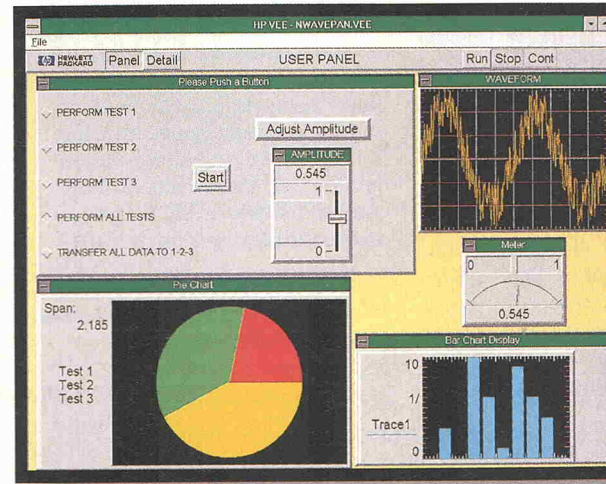 HP VEE - NWAVEPAN.VEE
File
hp HEWLETT PACKARD Panel Detail USER PANEL Run Stop Cont
Please Push a Button
PERFORM TEST 1
PERFORM TEST 2
PERFORM TEST 3
PERFORM ALL TESTS
TRANSFER ALL DATA TO 1-2-3
Start
Adjust Amplitude
AMPLITUDE
0.545
1
0
WAVEFORM
Meter
0 1
0.545
Pie Chart
Span:
2.185
Test 1
Test 2
Test 3
Bar Chart Display
10
1/
Trace1
0